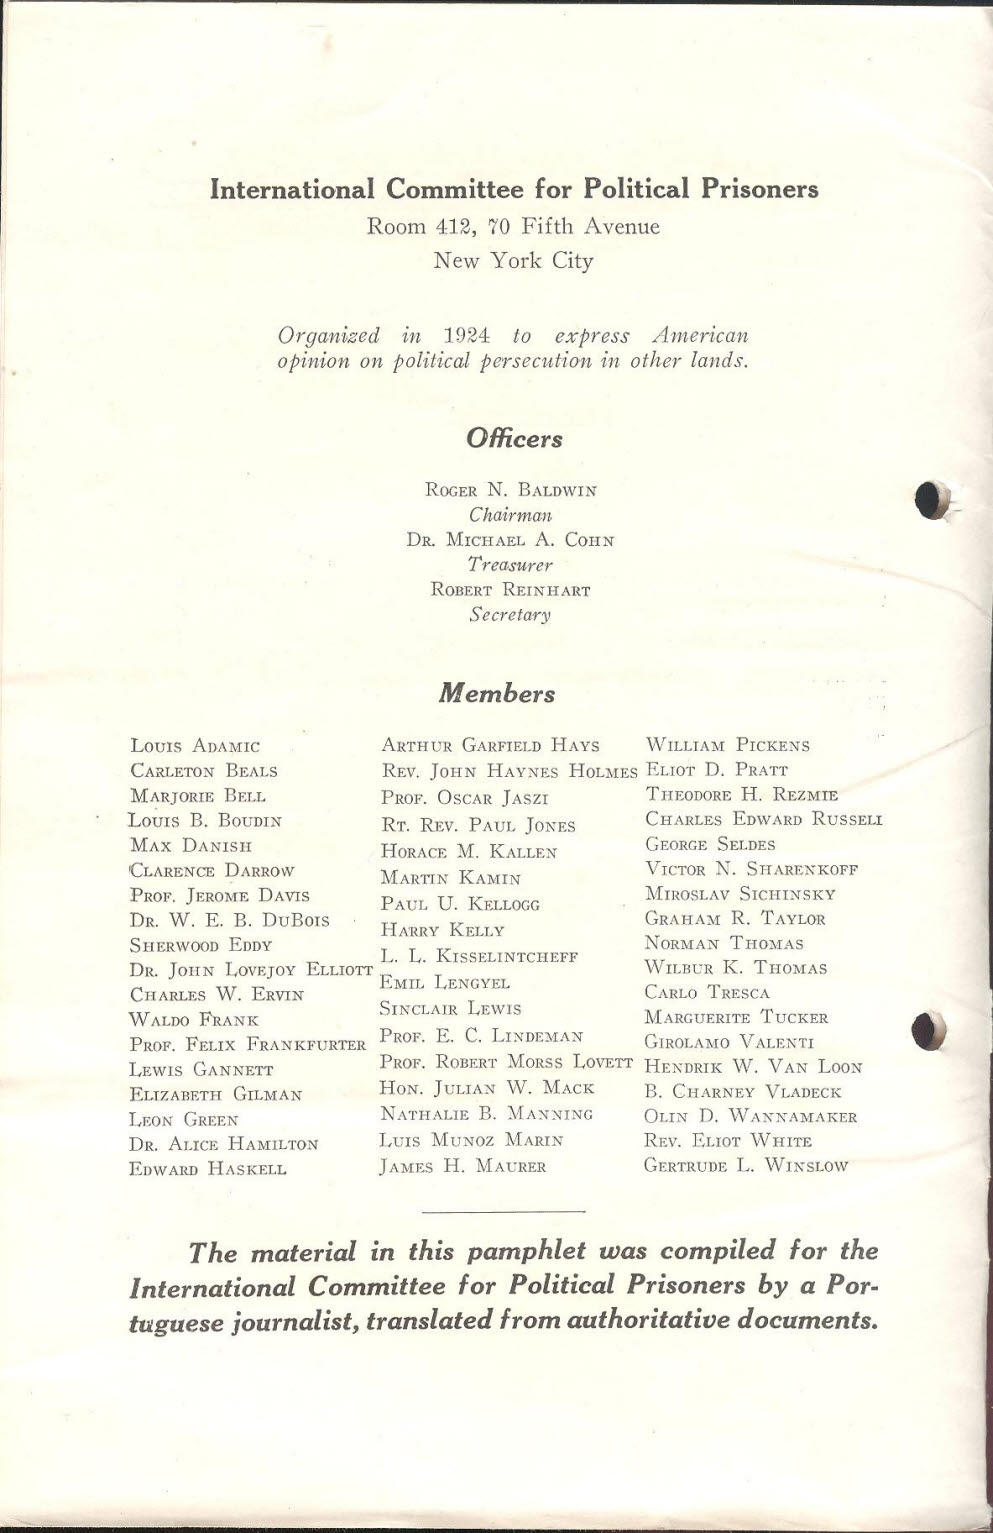 International Committee for Political Prisoners
Room 412, 70 Fifth Avenue
New York City
Organized in 1924 to express American
opinion on political persecution in other lands.
Officers
Roger N. Baldwin
Chairman
Dr. Michael A. Cohn
Treasurer
Robert Reinhart
Secretary
Members
Louis Adamic
Carleton Beals
Marjorie Bell
Louis B. Boudin
Max Danish
Clarence Darrow
Prof. Jerome Davis
Dr. W. E. B. DuBois
Sherwood Eddy
Dr. John Lovejoy Elliott
Charles W. Ervin
Waldo Frank
Prof. Felix Frankfurter
Lewis Gannett
Elizabeth Gilman
Leon Green
Dr. Alice Hamilton
Edward Haskell
Arthur Garfield Hays
Rev. John Haynes Holmes
Prof. Oscar Jaszi
Rt. Rev. Paul Jones
Horace M. Kallen
Martin Kamin
Paul U. Kellogg
Harry Kelly
L. L. Kisselintcheff
Emil Lengyel
Sinclair Lewis
Prof. E. C. Lindeman
Prof. Robert Morss Lovett
Hon. Julian W. Mack
Nathalie B. Manning
Luis Munoz Marin
James H. Maurer
William Pickens
Eliot D. Pratt
Theodore H. Rezmie
Charles Edward Russell
George Seldes
Victor N. Sharenkoff
Miroslav Sichinsky
Graham R. Taylor
Norman Thomas
Wilbur K. Thomas
Carlo Tresca
Marguerite Tucker
Girolamo Valenti
Hendrik W. Van Loon
B. Charney Vladeck
Olin D. Wannamaker
Rev. Eliot White
Gertrude L. Winslow
The material in this pamphlet was compiled for the
International Committee for Political Prisoners by a Por-
tuguese journalist, translated from authoritative documents.